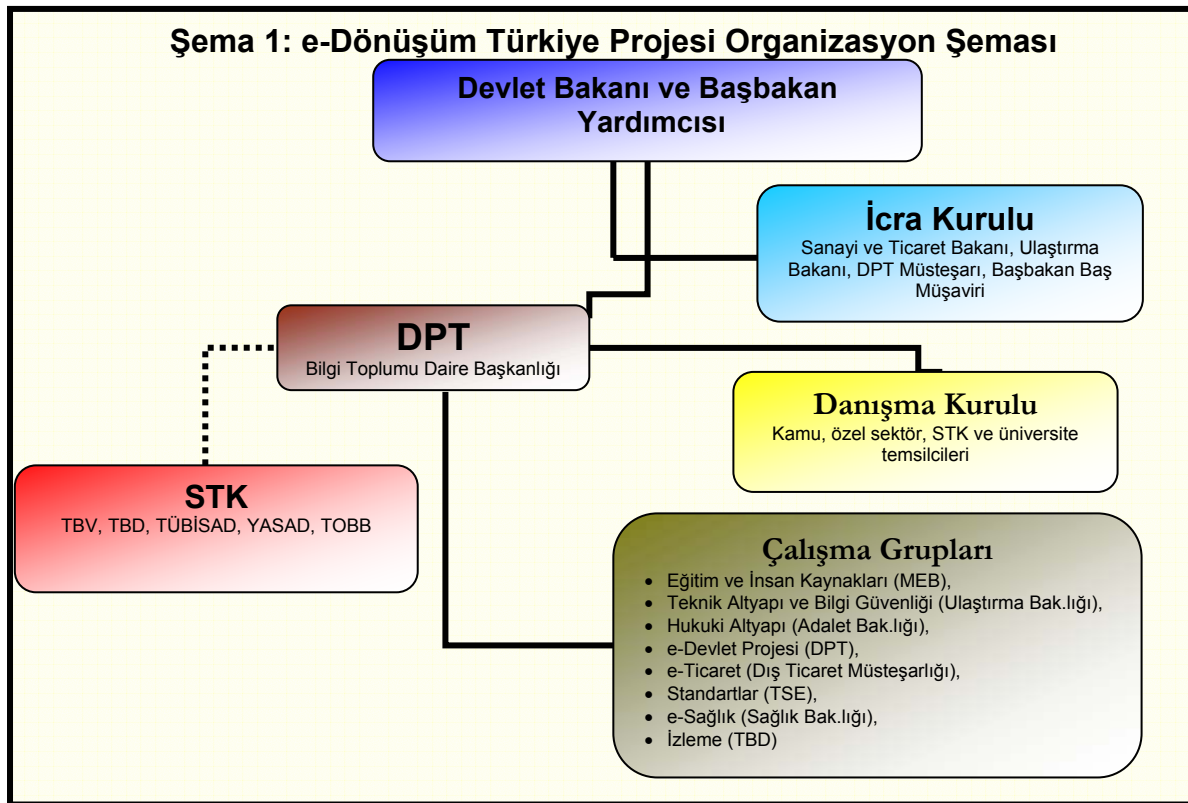 Şema 1: e-Dönüşüm Türkiye Projesi Organizasyon Şeması
Devlet Bakanı ve Başbakan
Yardımcısı
İcra Kurulu
Sanayi ve Ticaret Bakanı, Ulaştırma
Bakanı, DPT Müsteşarı, Başbakan Baş
Müşaviri
DPT
Bilgi Toplumu Daire Başkanlığı
Danışma Kurulu
Kamu, özel sektör, STK ve üniversite
temsilcileri
STK
TBV, TBD, TÜBİSAD, YASAD, TOBB
Çalışma Grupları
• Eğitim ve İnsan Kaynakları (MEB),
• Teknik Altyapı ve Bilgi Güvenliği (Ulaştırma Bak.lığı),
• Hukuki Altyapı (Adalet Bak.lığı),
• e-Devlet Projesi (DPT),
• e-Ticaret (Dış Ticaret Müsteşarlığı),
• Standartlar (TSE),
• e-Sağlık (Sağlık Bak.lığı),
• İzleme (TBD)